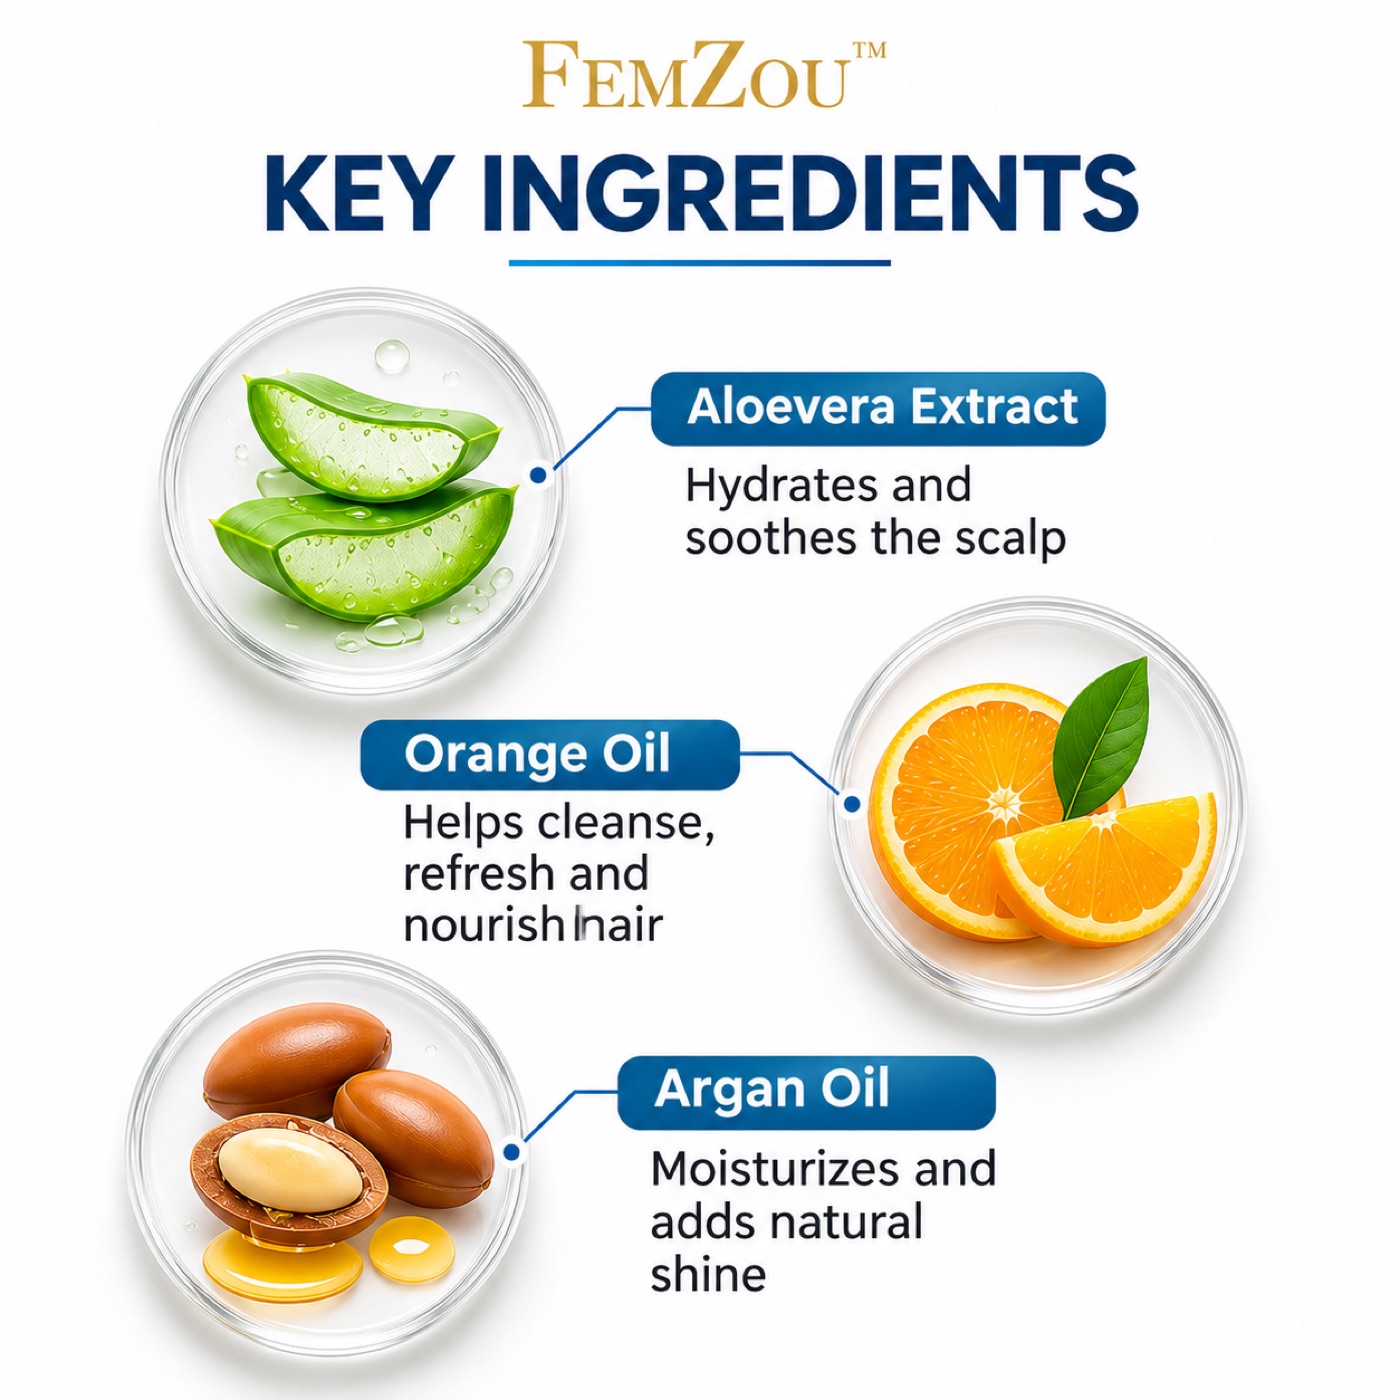 FEMZOU™
KEY INGREDIENTS
Aloevera Extract
Hydrates and
soothes the scalp
Orange Oil
Helps cleanse,
refresh and
nourish hair
Argan Oil
Moisturizes and
adds natural
shine